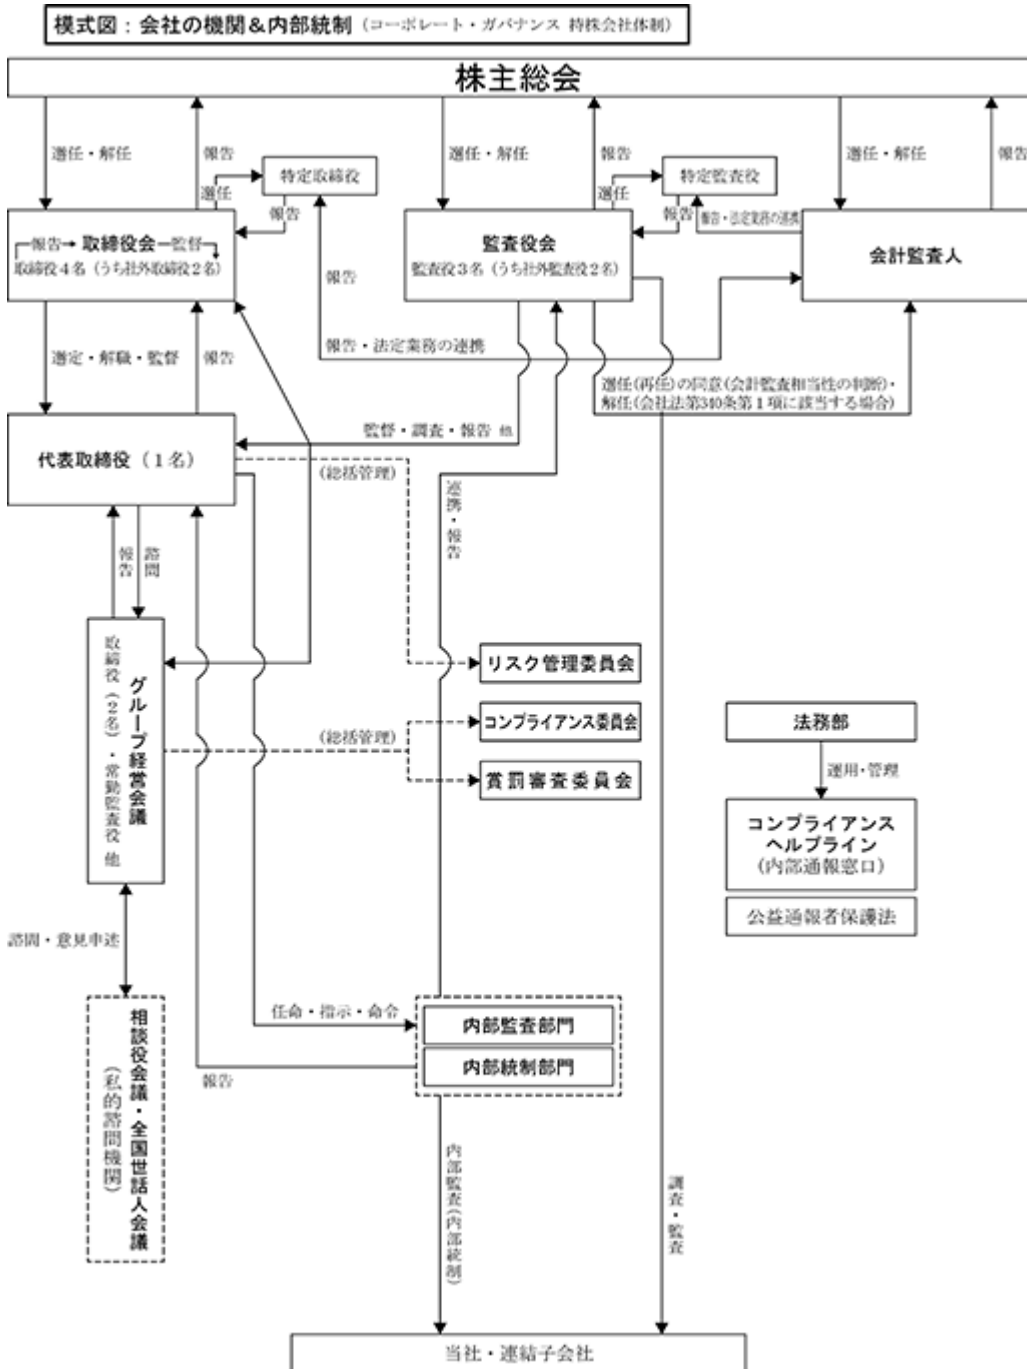 模式図：会社の機関＆内部統制（コーポレート・ガバナンス 持株会社体制）
株主総会
選任・解任
報告
選任・解任
報告
選任・解任
報告
選任
特定取締役
報告
選任
特定監査役
報告
報告・法定業務の連携
報告
取締役会
監督
取締役４名（うち社外取締役２名）
監査役会
監査役３名（うち社外監査役２名）
会計監査人
報告
報告・法定業務の連携
選定・解職・監督
報告
選任(再任)の同意(会計監査相当性の判断)・
解任(会社法第340条第１項に該当する場合)
監督・調査・報告 他
代表取締役（１名）
(総括管理)
連携・報告
報告
諮問
グループ経営会議
取締役（２名）・常勤監査役 他
リスク管理委員会
コンプライアンス委員会
(総括管理)
賞罰審査委員会
法務部
運用・管理
コンプライアンス
ヘルプライン
(内部通報窓口)
公益通報者保護法
諮問・意見申述
相談役会議・全国世話人会議
（私的諮問機関）
任命・指示・命令
内部監査部門
内部統制部門
報告
内部監査(内部統制)
調査・監査
当社・連結子会社